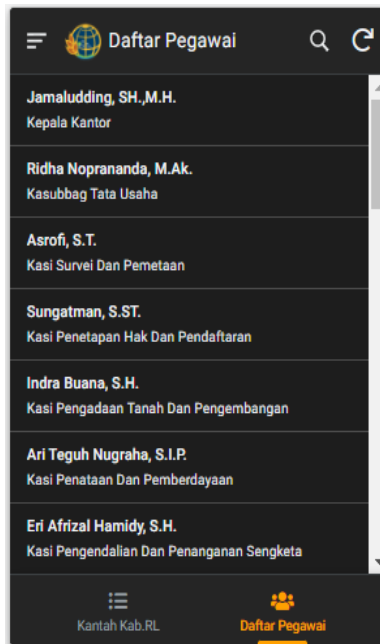 Daftar Pegawai
Jamaludding, SH.,M.H.
Kepala Kantor
Ridha Noprananda, M.Ak.
Kasubbag Tata Usaha
Asrofi, S.T.
Kasi Survei Dan Pemetaan
Sungatman, S.ST.
Kasi Penetapan Hak Dan Pendaftaran
Indra Buana, S.H.
Kasi Pengadaan Tanah Dan Pengembangan
Ari Teguh Nugraha, S.I.P.
Kasi Penataan Dan Pemberdayaan
Eri Afrizal Hamidy, S.H.
Kasi Pengendalian Dan Penanganan Sengketa
Kantah Kab.RL
Daftar Pegawai